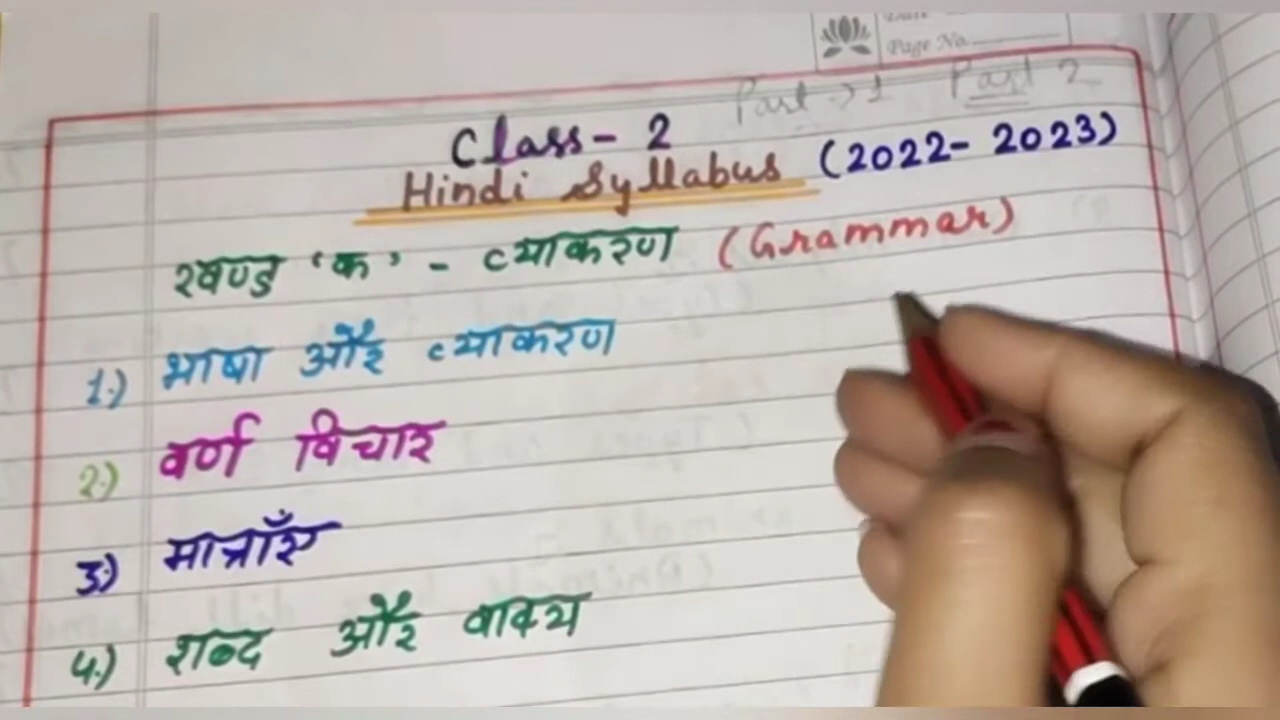 Page No.
Part → 1 Part 2
Class - 2
Hindi Syllabus (2022- 2023)
खण्ड 'क' - व्याकरण (Grammar)
1.) भाषा और व्याकरण
2.) वर्ण विचार
3.) मात्राएँ
4.) शब्द और वाक्य